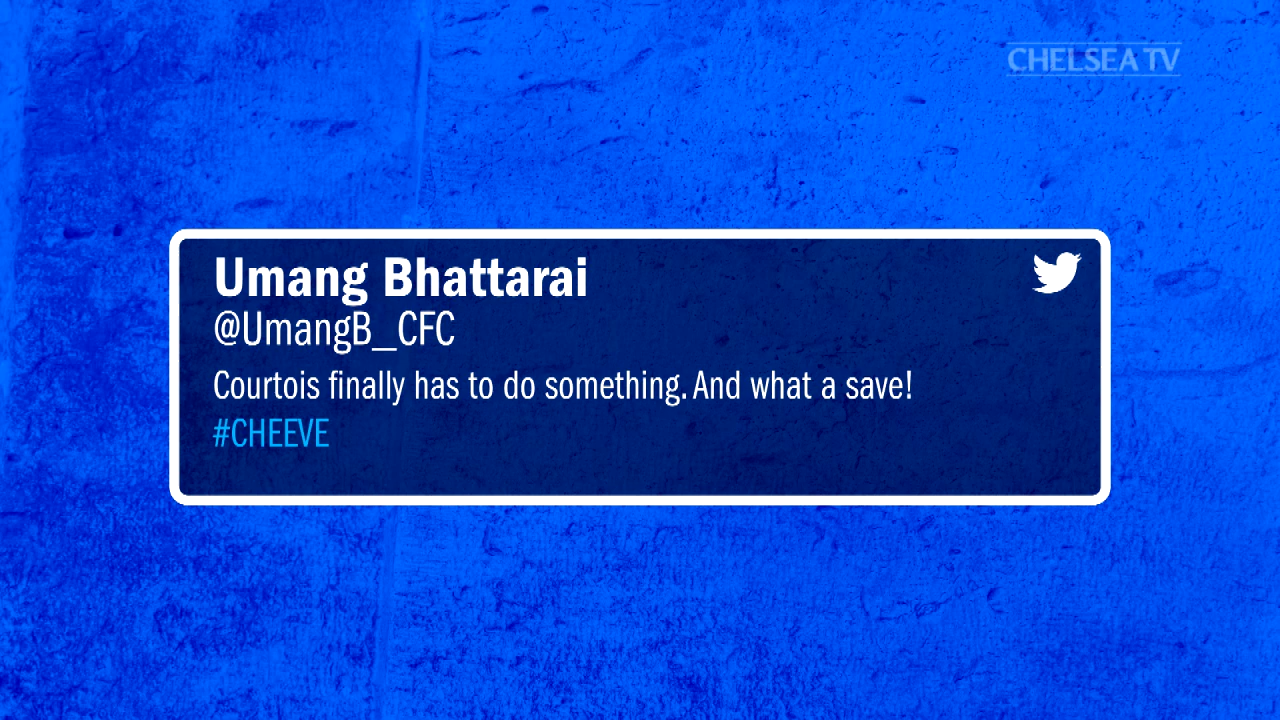 CHELSEA TV
Umang Bhattarai
@UmangB_CFC
Courtois finally has to do something. And what a save!
#CHEEVE